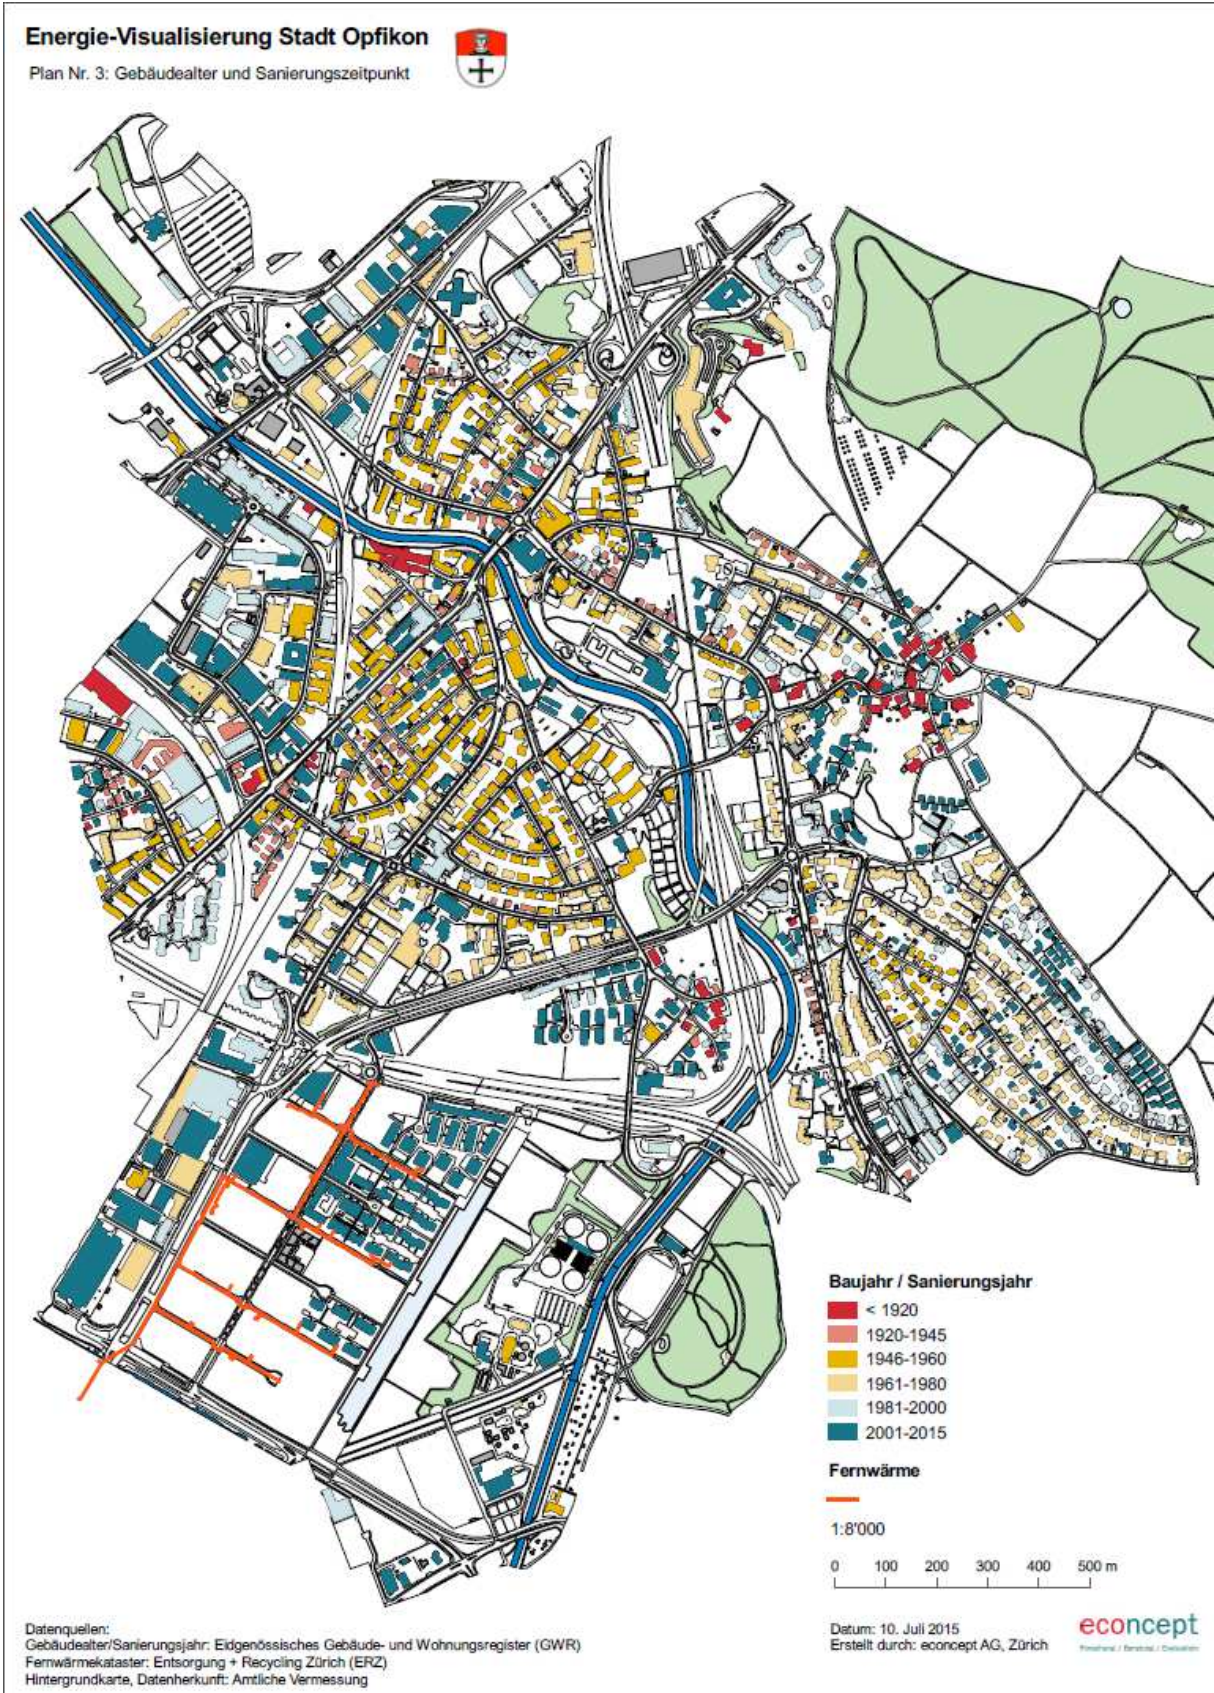 Energie-Visualisierung Stadt Opfikon
Plan Nr. 3: Gebäudealter und Sanierungszeitpunkt
Baujahr / Sanierungsjahr
< 1920
1920-1945
1946-1960
1961-1980
1981-2000
2001-2015
Fernwärme
1:8'000
0 100 200 300 400 500 m
Datenquellen:
Gebäudealter/Sanierungsjahr: Eidgenössisches Gebäude- und Wohnungsregister (GWR)
Fernwärmekataster: Entsorgung + Recycling Zürich (ERZ)
Hintergrundkarte, Datenherkunft: Amtliche Vermessung
Datum: 10. Juli 2015
Erstellt durch: econcept AG, Zürich
econcept
Forschung / Beratung / Evaluation